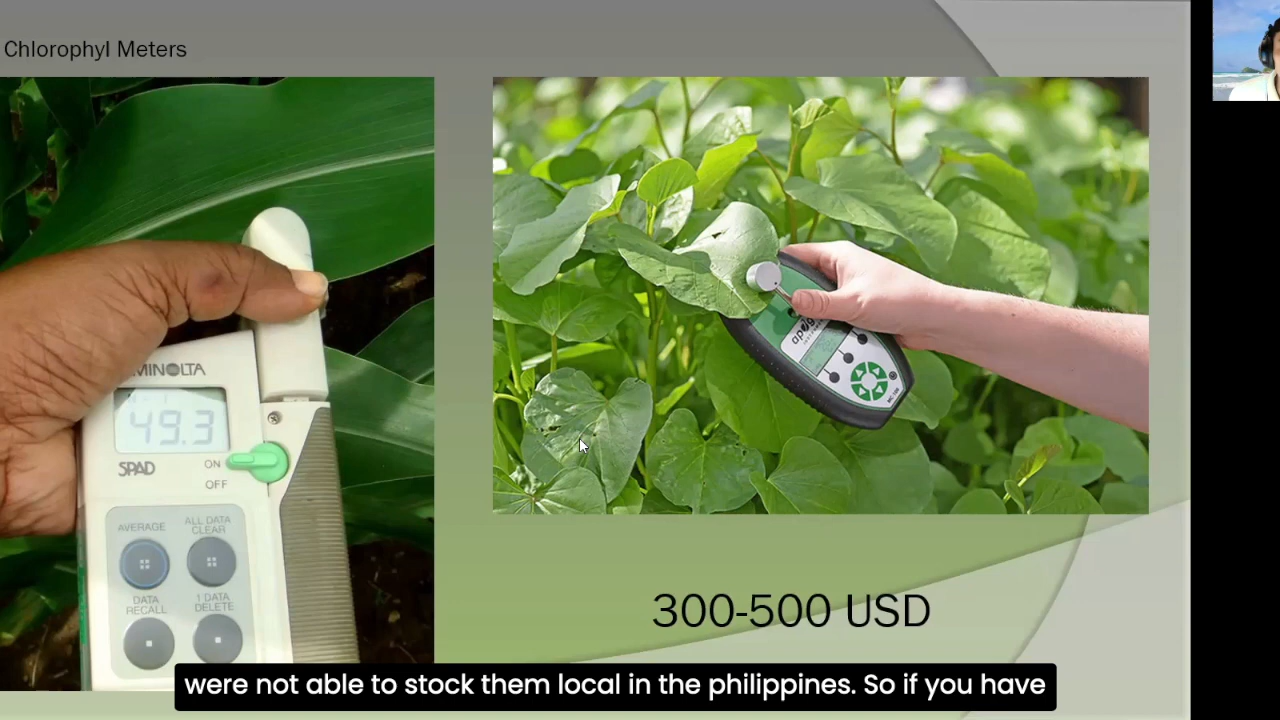 Chlorophyl Meters
MINOLTA
49.3
SPAD
ON
OFF
AVERAGE
ALL DATA
CLEAR
DATA
RECALL
1 DATA
DELETE
300-500 USD
were not able to stock them local in the philippines. So if you have